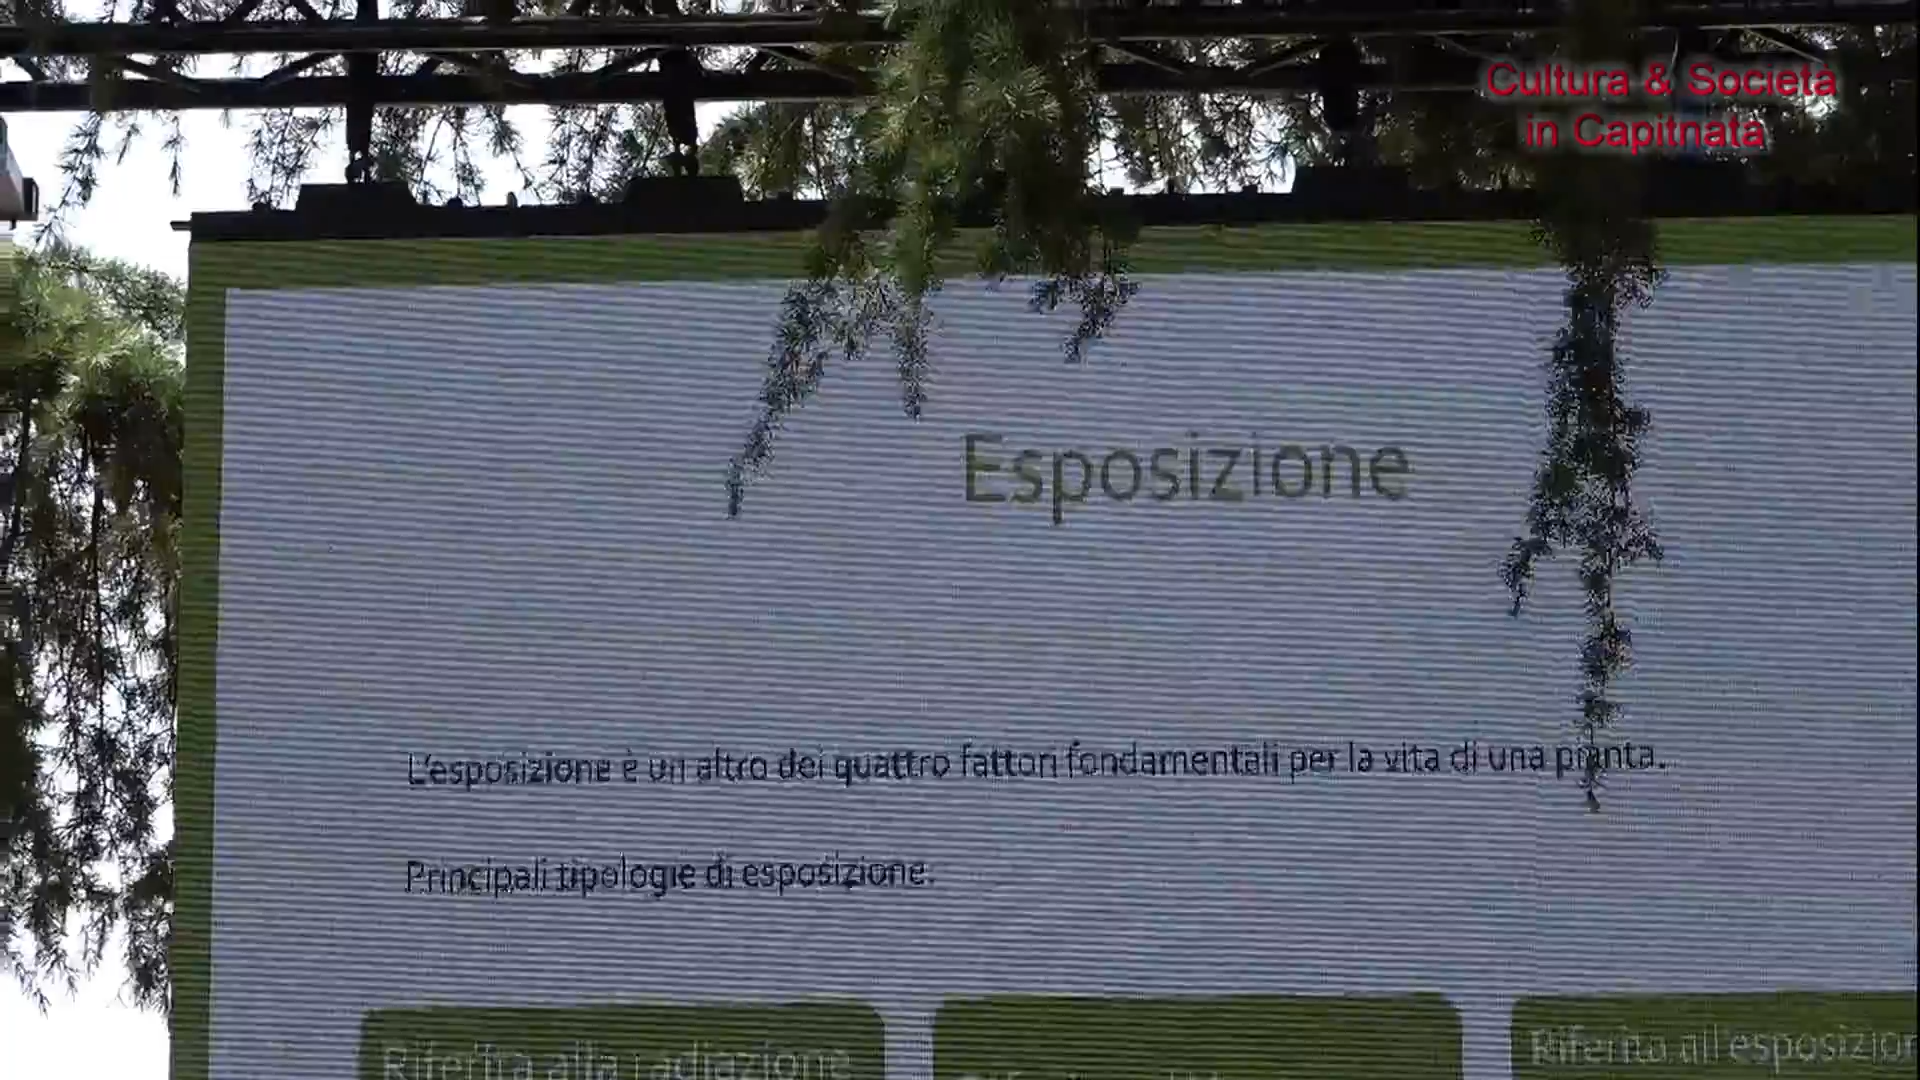 Cultura & Società
in Capitnata
Esposizione
L'esposizione è un altro dei quattro fattori fondamentali per la vita di una pianta.
Principali tipologie di esposizione.
Riferita alla radiazione
Riferito all'esposizion